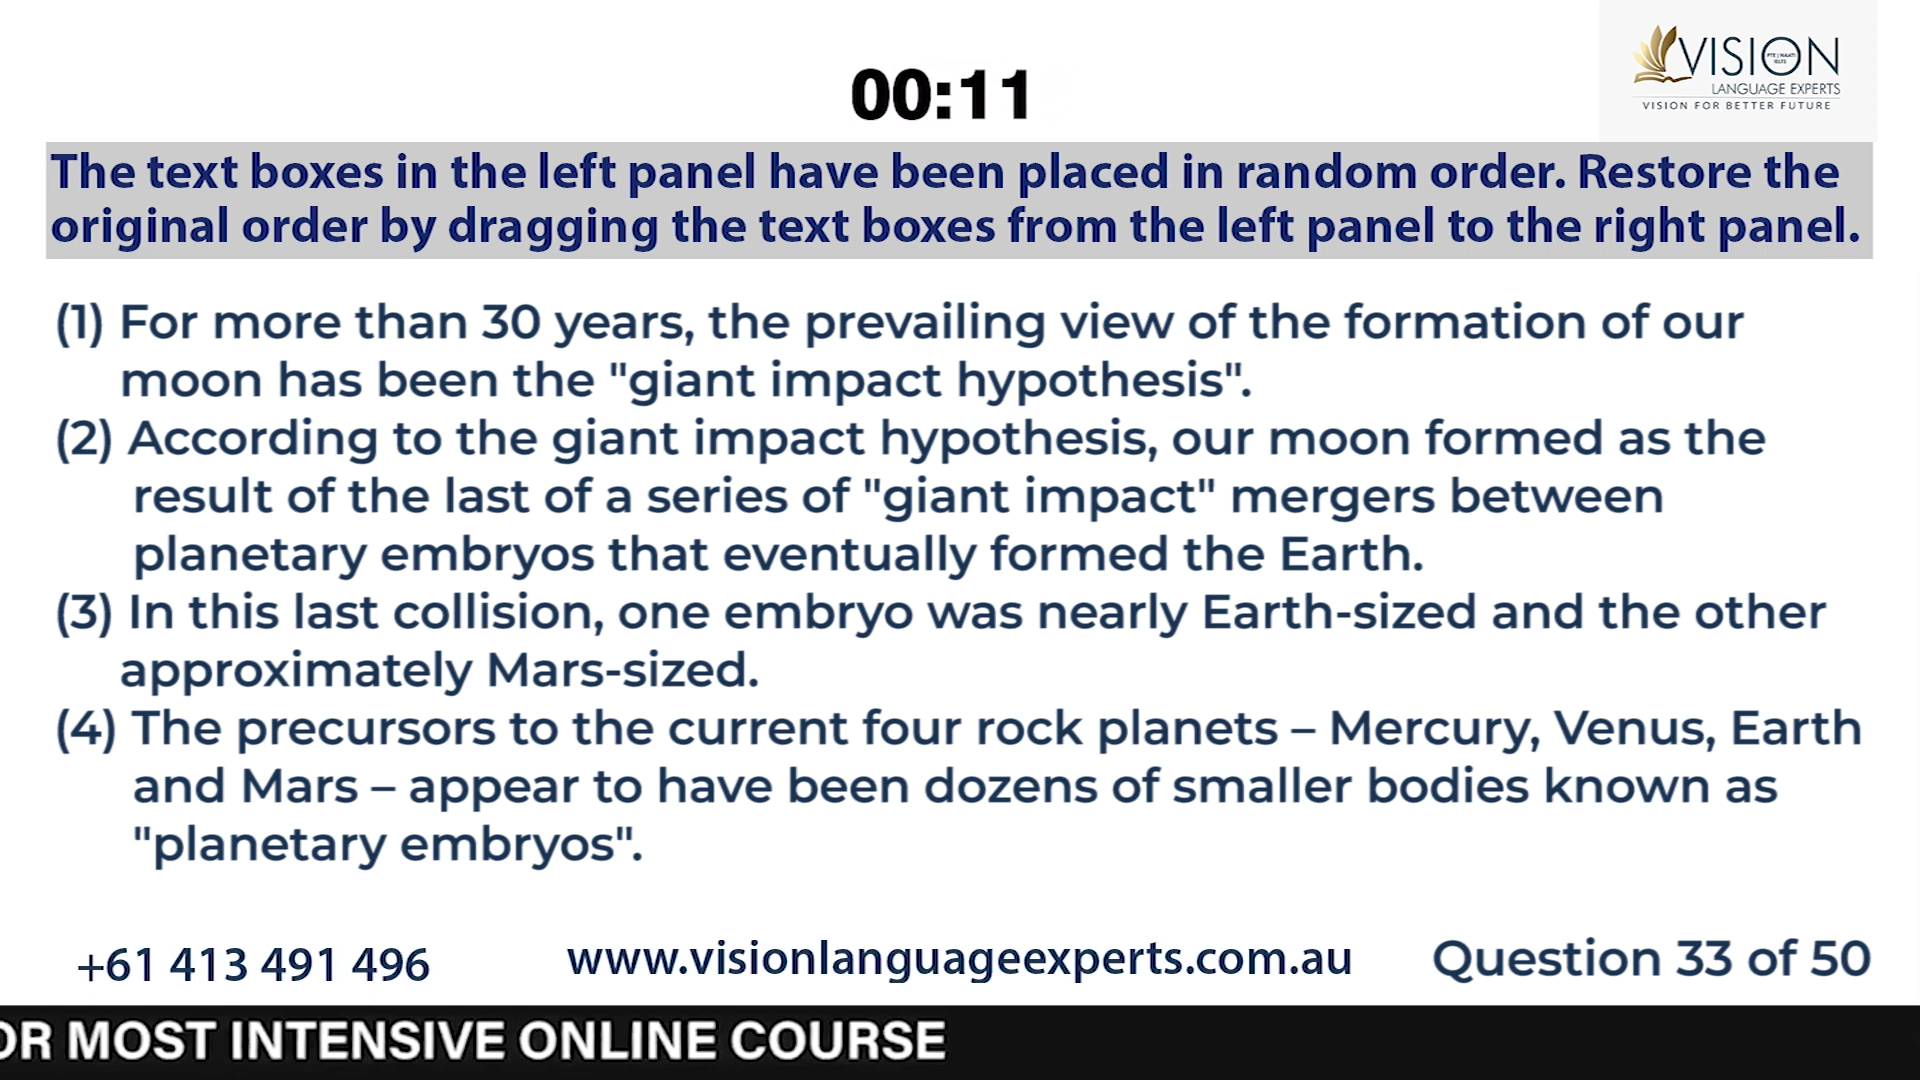 VISION
LANGUAGE EXPERTS
VISION FOR BETTER FUTURE
00:11
The text boxes in the left panel have been placed in random order. Restore the
original order by dragging the text boxes from the left panel to the right panel.
(1) For more than 30 years, the prevailing view of the formation of our
moon has been the "giant impact hypothesis".
(2) According to the giant impact hypothesis, our moon formed as the
result of the last of a series of "giant impact" mergers between
planetary embryos that eventually formed the Earth.
(3) In this last collision, one embryo was nearly Earth-sized and the other
approximately Mars-sized.
(4) The precursors to the current four rock planets – Mercury, Venus, Earth
and Mars – appear to have been dozens of smaller bodies known as
"planetary embryos".
+61 413 491 496
www.visionlanguageexperts.com.au
Question 33 of 50
OR MOST INTENSIVE ONLINE COURSE